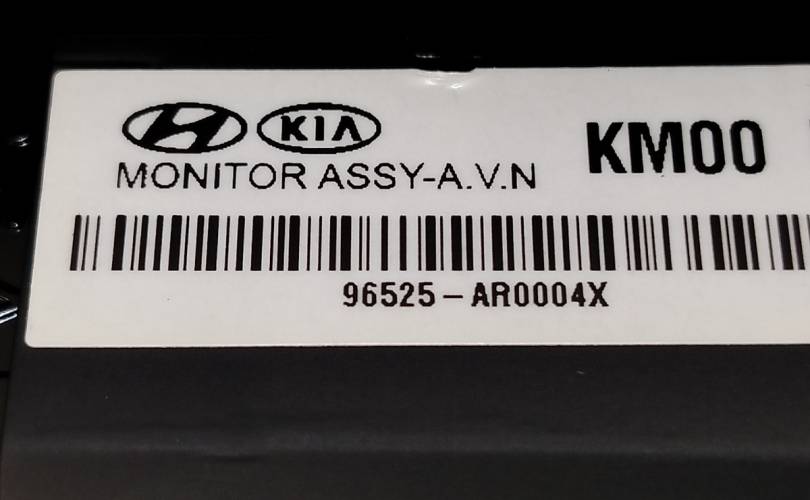 KIA
KM00
MONITOR ASSY-A.V.N
96525-AR0004X